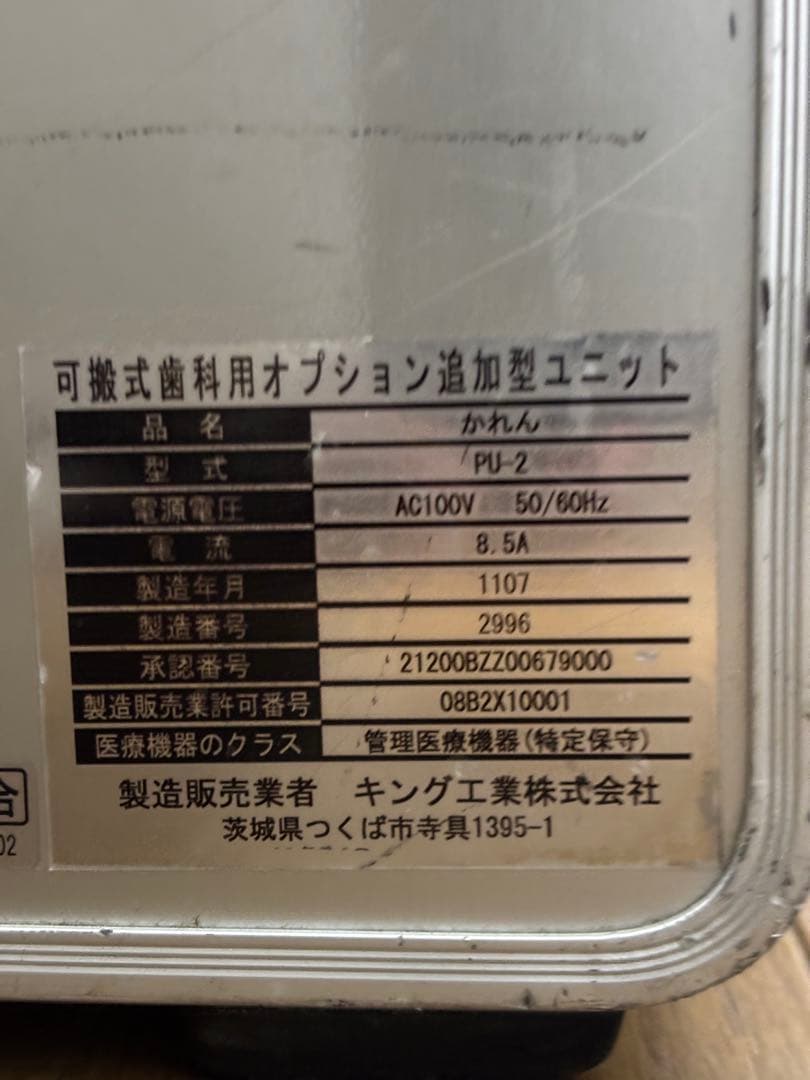 可搬式歯科用オプション追加型ユニット
品名 かれん
型式 PU-2
電源電圧 AC100V 50/60Hz
電流 8.5A
製造年月 1107
製造番号 2996
承認番号 21200BZZ00679000
製造販売業許可番号 08B2X10001
医療機器のクラス 管理医療機器(特定保守)
製造販売業者 キング工業株式会社
茨城県つくば市寺具1395-1
合
02